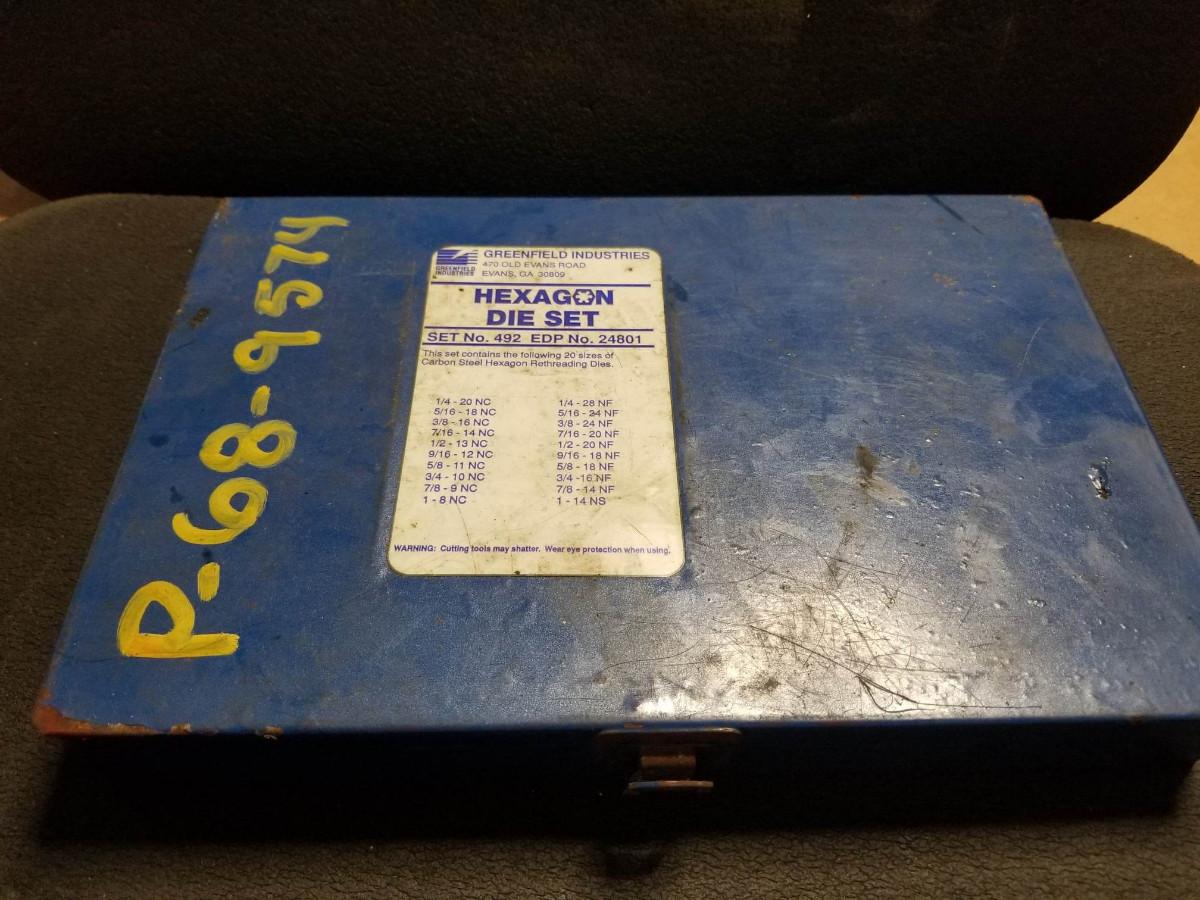 P-68-9574
GREENFIELD
INDUSTRIES
GREENFIELD INDUSTRIES
470 OLD EVANS ROAD
EVANS, GA 30809
HEXAGON
DIE SET
SET No. 492 EDP No. 24801
This set contains the following 20 sizes of
Carbon Steel Hexagon Rethreading Dies.
1/4 - 20 NC 1/4 - 28 NF
5/16 - 18 NC 5/16 - 24 NF
3/8 - 16 NC 3/8 - 24 NF
7/16 - 14 NC 7/16 - 20 NF
1/2 - 13 NC 1/2 - 20 NF
9/16 - 12 NC 9/16 - 18 NF
5/8 - 11 NC 5/8 - 18 NF
3/4 - 10 NC 3/4 - 16 NF
7/8 - 9 NC 7/8 - 14 NF
1 - 8 NC 1 - 14 NS
WARNING: Cutting tools may shatter. Wear eye protection when using.